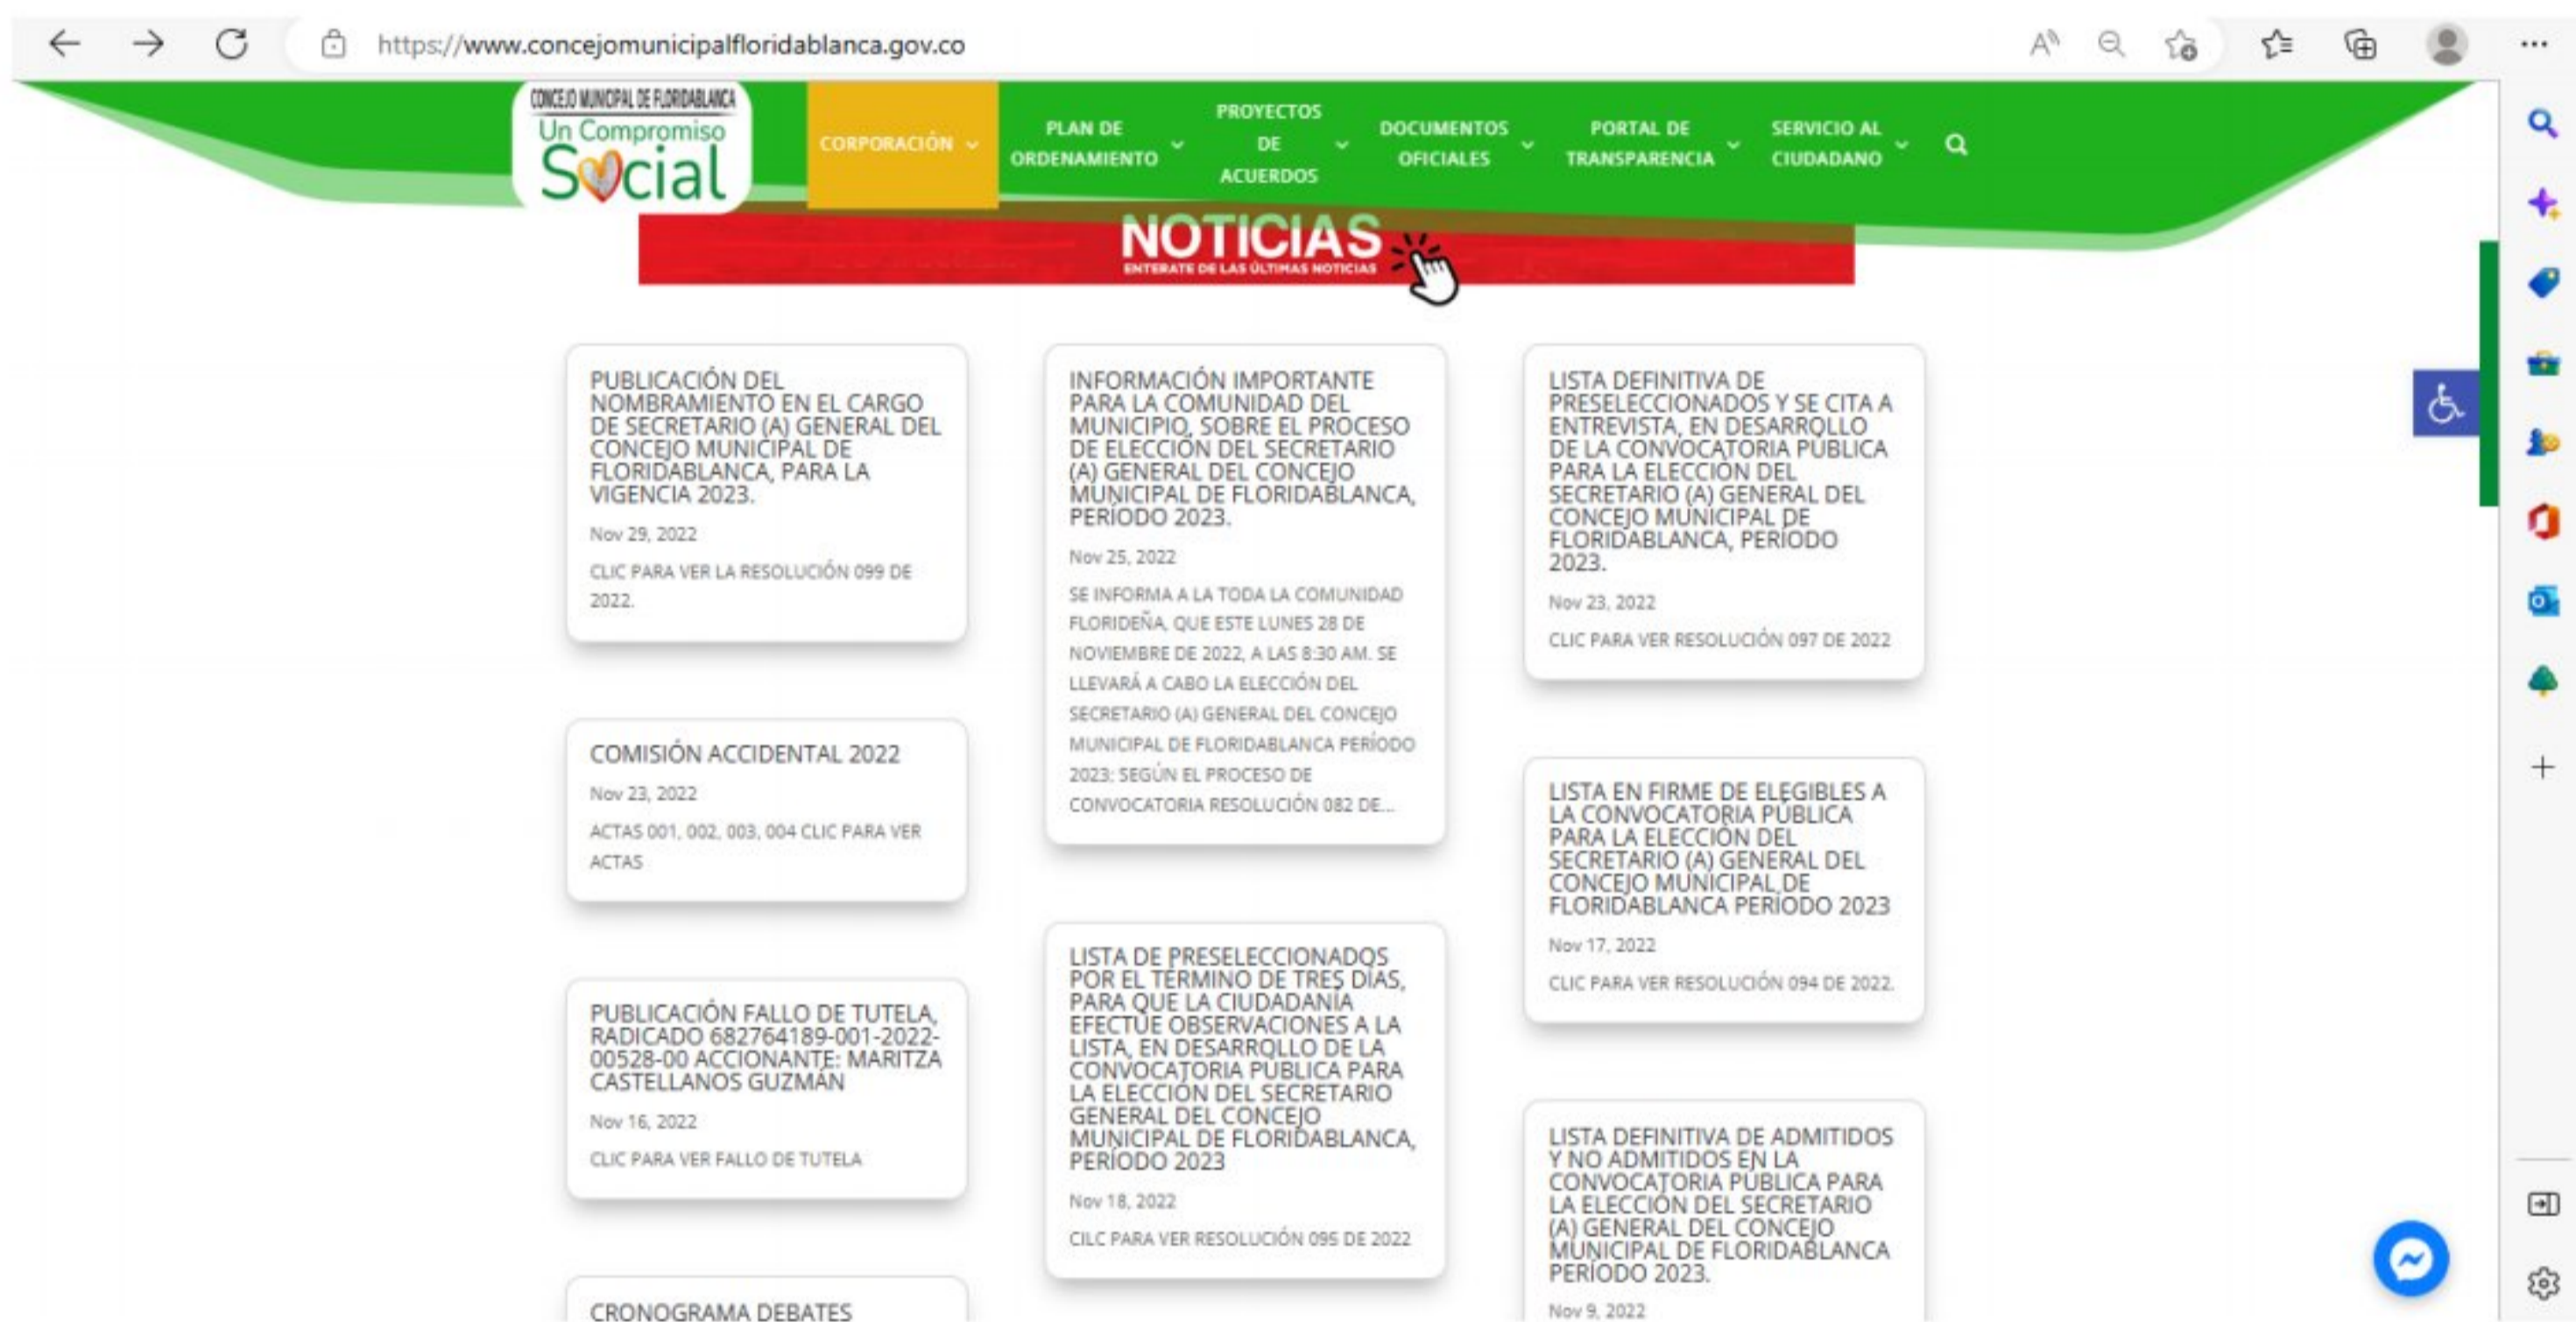 https://www.concejomunicipalfloridablanca.gov.co
CONCEJO MUNICIPAL DE FLORIDABLANCA
Un Compromiso
Social
CORPORACIÓN
PLAN DE
ORDENAMIENTO
PROYECTOS
DE
ACUERDOS
DOCUMENTOS
OFICIALES
PORTAL DE
TRANSPARENCIA
SERVICIO AL
CIUDADANO
NOTICIAS
ENTERATE DE LAS ÚLTIMAS NOTICIAS
PUBLICACIÓN DEL
NOMBRAMIENTO EN EL CARGO
DE SECRETARIO (A) GENERAL DEL
CONCEJO MUNICIPAL DE
FLORIDABLANCA, PARA LA
VIGENCIA 2023.
Nov 29, 2022
CLIC PARA VER LA RESOLUCIÓN 099 DE
2022.
COMISIÓN ACCIDENTAL 2022
Nov 23, 2022
ACTAS 001, 002, 003, 004 CLIC PARA VER
ACTAS
PUBLICACIÓN FALLO DE TUTELA,
RADICADO 682764189-001-2022-
00528-00 ACCIONANTE: MARITZA
CASTELLANOS GUZMÁN
Nov 16, 2022
CLIC PARA VER FALLO DE TUTELA
CRONOGRAMA DEBATES
INFORMACIÓN IMPORTANTE
PARA LA COMUNIDAD DEL
MUNICIPIO, SOBRE EL PROCESO
DE ELECCIÓN DEL SECRETARIO
(A) GENERAL DEL CONCEJO
MUNICIPAL DE FLORIDABLANCA,
PERÍODO 2023.
Nov 25, 2022
SE INFORMA A LA TODA LA COMUNIDAD
FLORIDEÑA, QUE ESTE LUNES 28 DE
NOVIEMBRE DE 2022, A LAS 8:30 AM. SE
LLEVARÁ A CABO LA ELECCIÓN DEL
SECRETARIO (A) GENERAL DEL CONCEJO
MUNICIPAL DE FLORIDABLANCA PERÍODO
2023: SEGÚN EL PROCESO DE
CONVOCATORIA RESOLUCIÓN 082 DE...
LISTA DE PRESELECCIONADOS
POR EL TÉRMINO DE TRES DÍAS,
PARA QUE LA CIUDADANÍA
EFECTÚE OBSERVACIONES A LA
LISTA, EN DESARROLLO DE LA
CONVOCATORIA PÚBLICA PARA
LA ELECCIÓN DEL SECRETARIO
GENERAL DEL CONCEJO
MUNICIPAL DE FLORIDABLANCA,
PERÍODO 2023
Nov 18, 2022
CILC PARA VER RESOLUCIÓN 095 DE 2022
LISTA DEFINITIVA DE
PRESELECCIONADOS Y SE CITA A
ENTREVISTA, EN DESARROLLO
DE LA CONVOCATORIA PÚBLICA
PARA LA ELECCIÓN DEL
SECRETARIO (A) GENERAL DEL
CONCEJO MUNICIPAL DE
FLORIDABLANCA, PERÍODO
2023.
Nov 23, 2022
CLIC PARA VER RESOLUCIÓN 097 DE 2022
LISTA EN FIRME DE ELEGIBLES A
LA CONVOCATORIA PÚBLICA
PARA LA ELECCIÓN DEL
SECRETARIO (A) GENERAL DEL
CONCEJO MUNICIPAL DE
FLORIDABLANCA PERÍODO 2023
Nov 17, 2022
CLIC PARA VER RESOLUCIÓN 094 DE 2022.
LISTA DEFINITIVA DE ADMITIDOS
Y NO ADMITIDOS EN LA
CONVOCATORIA PÚBLICA PARA
LA ELECCIÓN DEL SECRETARIO
(A) GENERAL DEL CONCEJO
MUNICIPAL DE FLORIDABLANCA
PERÍODO 2023.
Nov 9, 2022